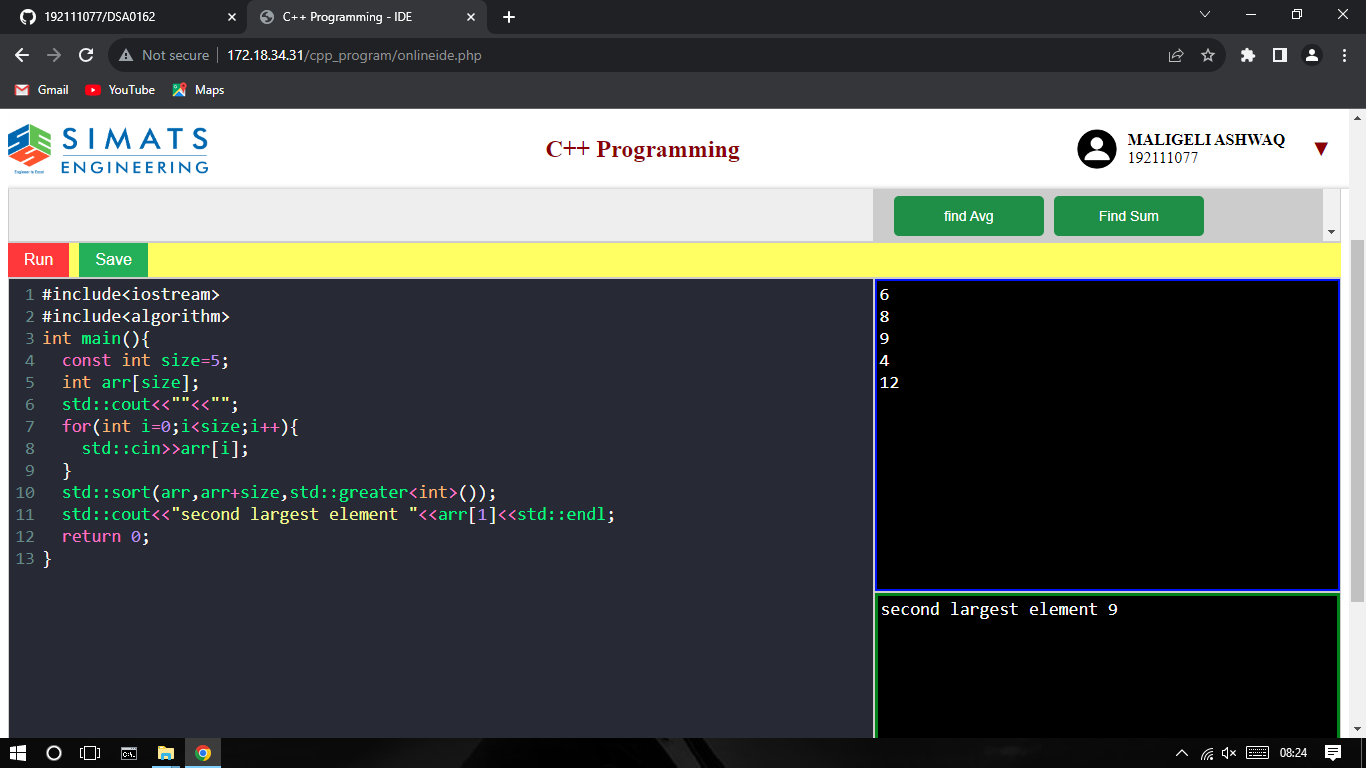 192111077/DSA0162
C++ Programming - IDE
Not secure
172.18.34.31/cpp_program/onlineide.php
Gmail
YouTube
Maps
SIMATS
ENGINEERING
Engineer to Excel
C++ Programming
MALIGELI ASHWAQ
192111077
find Avg
Find Sum
Run
Save
1 #include<iostream>
2 #include<algorithm>
3 int main(){
4 const int size=5;
5 int arr[size];
6 std::cout<<""<<"";
7 for(int i=0;i<size;i++){
8 std::cin>>arr[i];
9 }
10 std::sort(arr,arr+size,std::greater<int>());
11 std::cout<<"second largest element "<<arr[1]<<std::endl;
12 return 0;
13 }
6
8
9
4
12
second largest element 9
08:24